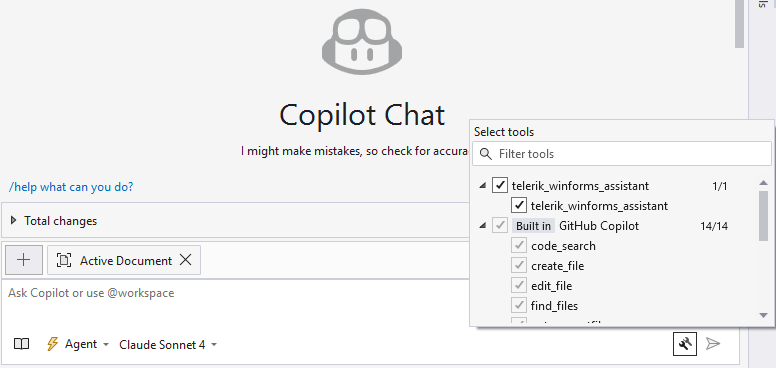 Copilot Chat
I might make mistakes, so check for accura
/help what can you do?
Total changes
Active Document
Ask Copilot or use @workspace
Agent
Claude Sonnet 4
Select tools
Filter tools
telerik_winforms_assistant 1/1
telerik_winforms_assistant
Built in GitHub Copilot 14/14
code_search
create_file
edit_file
find_files